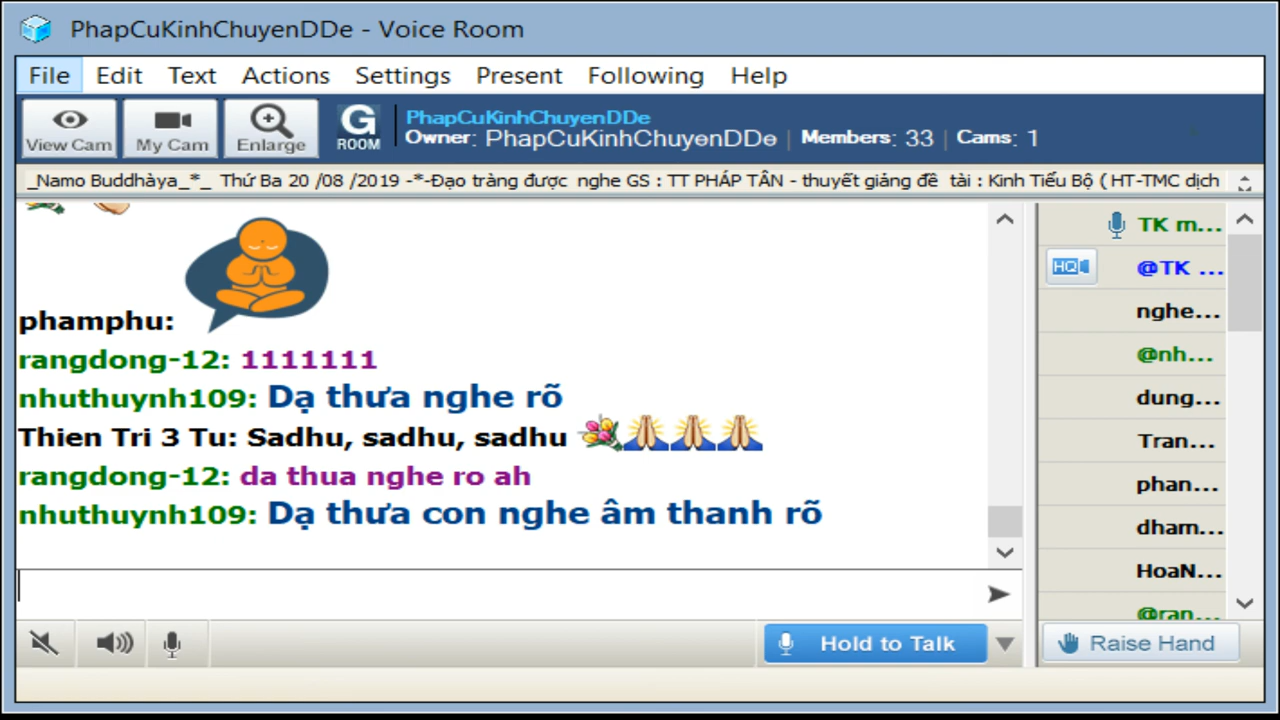 PhapCuKinhChuyenDDe - Voice Room
File Edit Text Actions Settings Present Following Help
View Cam My Cam Enlarge
G ROOM
PhapCuKinhChuyenDDe
Owner: PhapCuKinhChuyenDDe | Members: 33 | Cams: 1
_Namo Buddhàya_*_ Thứ Ba 20 /08 /2019 -*-Đạo tràng được nghe GS : TT PHÁP TÂN - thuyết giảng đề tài : Kinh Tiểu Bộ ( HT-TMC dịch
phamphu:
rangdong-12: 1111111
nhuthuynh109: Dạ thưa nghe rõ
Thien Tri 3 Tu: Sadhu, sadhu, sadhu
rangdong-12: da thua nghe ro ah
nhuthuynh109: Dạ thưa con nghe âm thanh rõ
TK m...
HQ @TK ...
nghe...
@nh...
dung...
Tran...
phan...
dham...
HoaN...
@ran...
Hold to Talk
Raise Hand